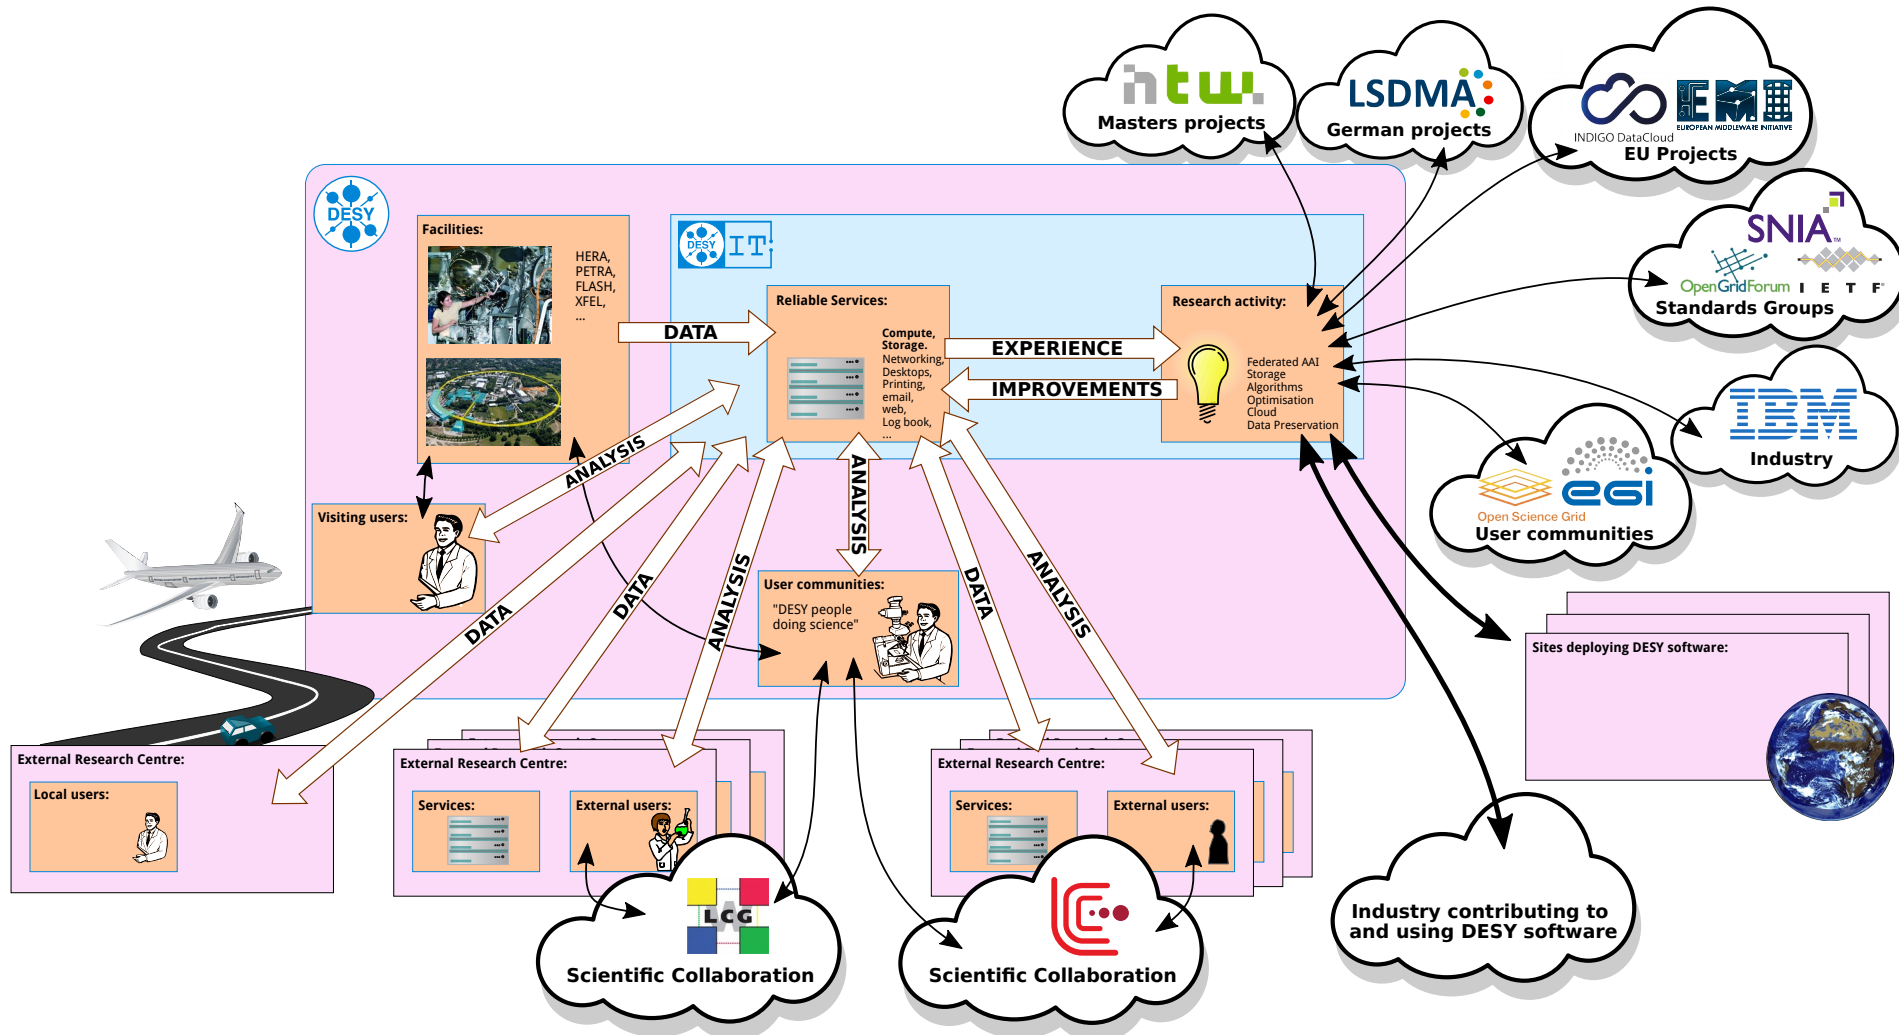 htw.
Masters projects
LSDMA
German projects
INDIGO DataCloud
EMI
EUROPEAN MIDDLEWARE INITIATIVE
EU Projects
SNIA
OpenGridForum
I E T F
Standards Groups
IBM
Industry
Open Science Grid
egi
User communities
DESY
Facilities:
HERA,
PETRA,
FLASH,
XFEL,
...
DESY IT
Reliable Services:
Compute,
Storage.
Networking,
Desktops,
Printing,
email,
web,
Log book,
...
Research activity:
Federated AAI
Storage
Algorithms
Optimisation
Cloud
Data Preservation
DATA
EXPERIENCE
IMPROVEMENTS
ANALYSIS
ANALYSIS
DATA
DATA
ANALYSIS
DATA
ANALYSIS
Visiting users:
User communities:
"DESY people
doing science"
Sites deploying DESY software:
External Research Centre:
Local users:
External Research Centre:
Services:
External users:
External Research Centre:
Services:
External users:
LCG
Scientific Collaboration
Scientific Collaboration
Industry contributing to
and using DESY software